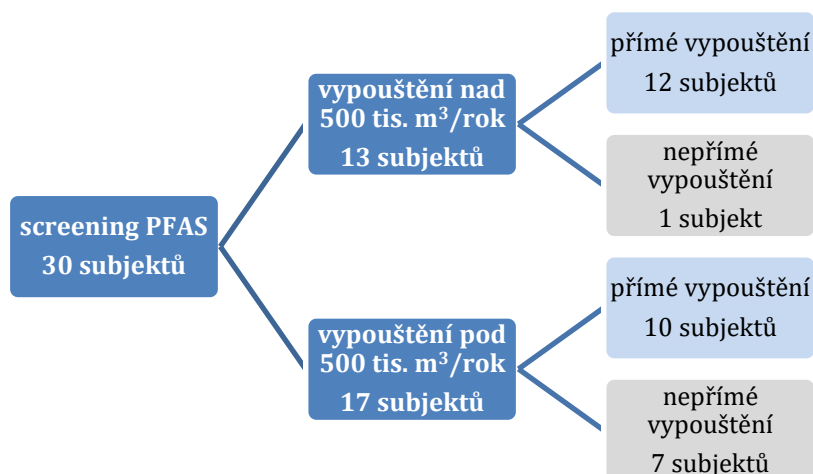 screening PFAS
30 subjektů
vypouštění nad
500 tis. m³/rok
13 subjektů
přímé vypouštění
12 subjektů
nepřímé
vypouštění
1 subjekt
vypouštění pod
500 tis. m³/rok
17 subjektů
přímé vypouštění
10 subjektů
nepřímé
vypouštění
7 subjektů